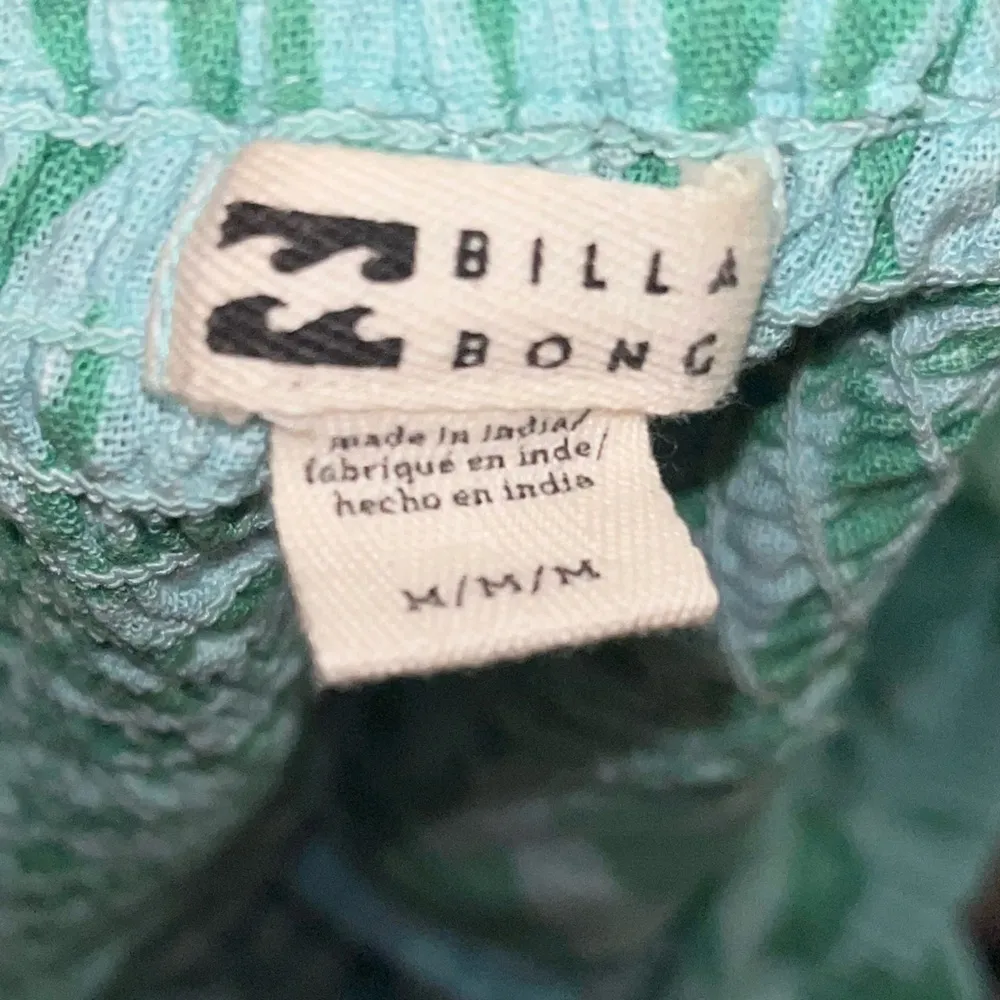 BILLA
BONG
made in india/
fabriqué en inde/
hecho en india
M/M/M